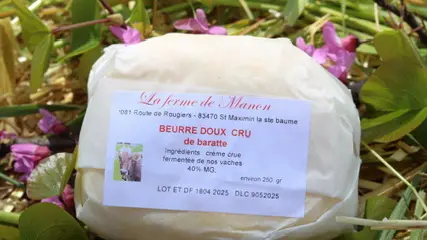 La ferme de Manon
1081 Route de Rougiers - 83470 St Maximin la ste baume
BEURRE DOUX CRU
de baratte
Ingrédients : crème crue
fermentée de nos vaches
40% MG.
environ 250 gr
LOT ET DF 1804 2025 DLC 9052025